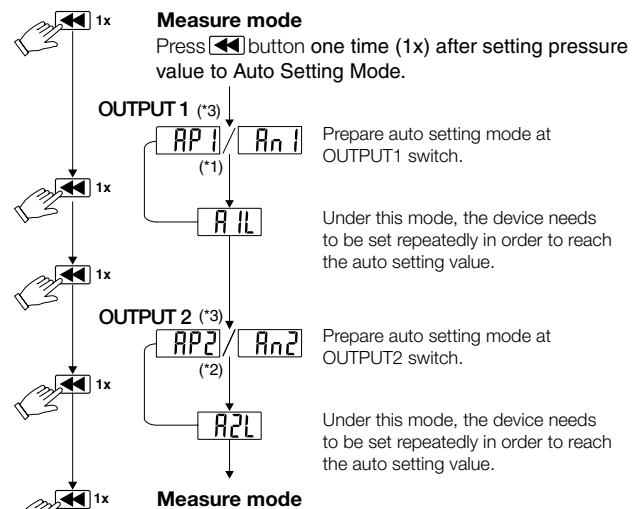 1x Measure mode
Press button one time (1x) after setting pressure
value to Auto Setting Mode.
OUTPUT 1 (*3)
AP1 / An1
(*1)
Prepare auto setting mode at
OUTPUT1 switch.
1x
A1L
Under this mode, the device needs
to be set repeatedly in order to reach
the auto setting value.
1x
OUTPUT 2 (*3)
AP2 / An2
(*2)
Prepare auto setting mode at
OUTPUT2 switch.
1x
A2L
Under this mode, the device needs
to be set repeatedly in order to reach
the auto setting value.
1x Measure mode